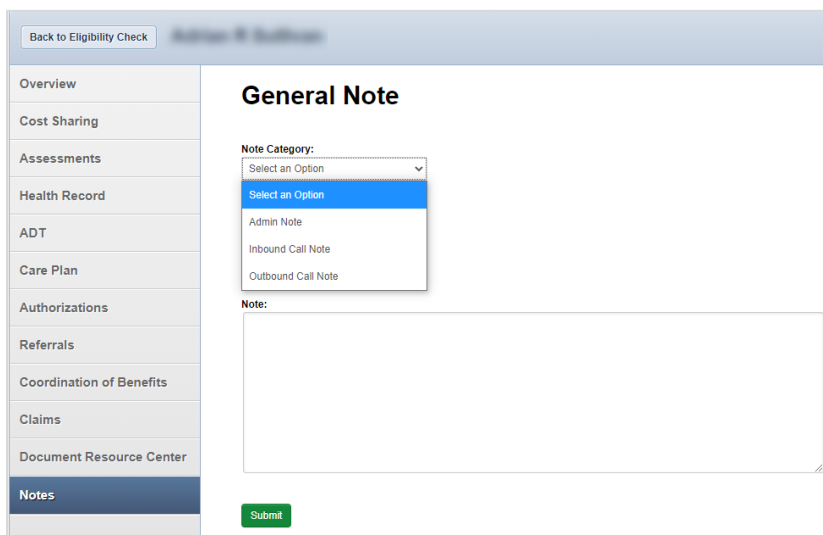 Back to Eligibility Check
Overview
Cost Sharing
Assessments
Health Record
ADT
Care Plan
Authorizations
Referrals
Coordination of Benefits
Claims
Document Resource Center
Notes
General Note
Note Category:
Select an Option
Select an Option
Admin Note
Inbound Call Note
Outbound Call Note
Note:
Submit